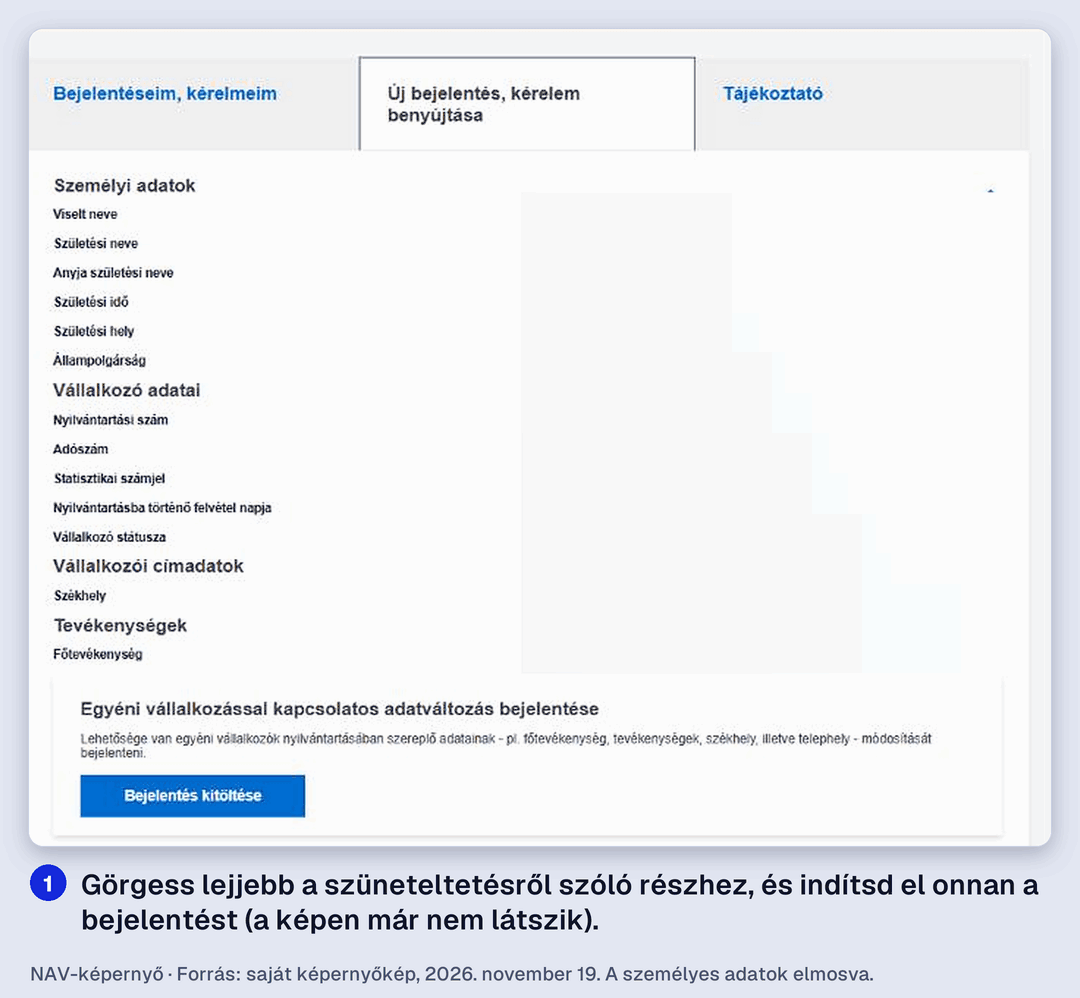 Bejelentéseim, kérelmeim
Új bejelentés, kérelem
benyújtása
Tájékoztató
Személyi adatok
Viselt neve
Születési neve
Anyja születési neve
Születési idő
Születési hely
Állampolgárság
Vállalkozó adatai
Nyilvántartási szám
Adószám
Statisztikai számjel
Nyilvántartásba történő felvétel napja
Vállalkozó státusza
Vállalkozói címadatok
Székhely
Tevékenységek
Főtevékenység
Egyéni vállalkozással kapcsolatos adatváltozás bejelentése
Lehetősége van egyéni vállalkozók nyilvántartásában szereplő adatainak - pl. főtevékenység, tevékenységek, székhely, illetve telephely - módosítását
bejelenteni.
Bejelentés kitöltése
1 Görgess lejjebb a szüneteltetésről szóló részhez, és indítsd el onnan a
bejelentést (a képen már nem látszik).
NAV-képernyő · Forrás: saját képernyőkép, 2026. november 19. A személyes adatok elmosva.